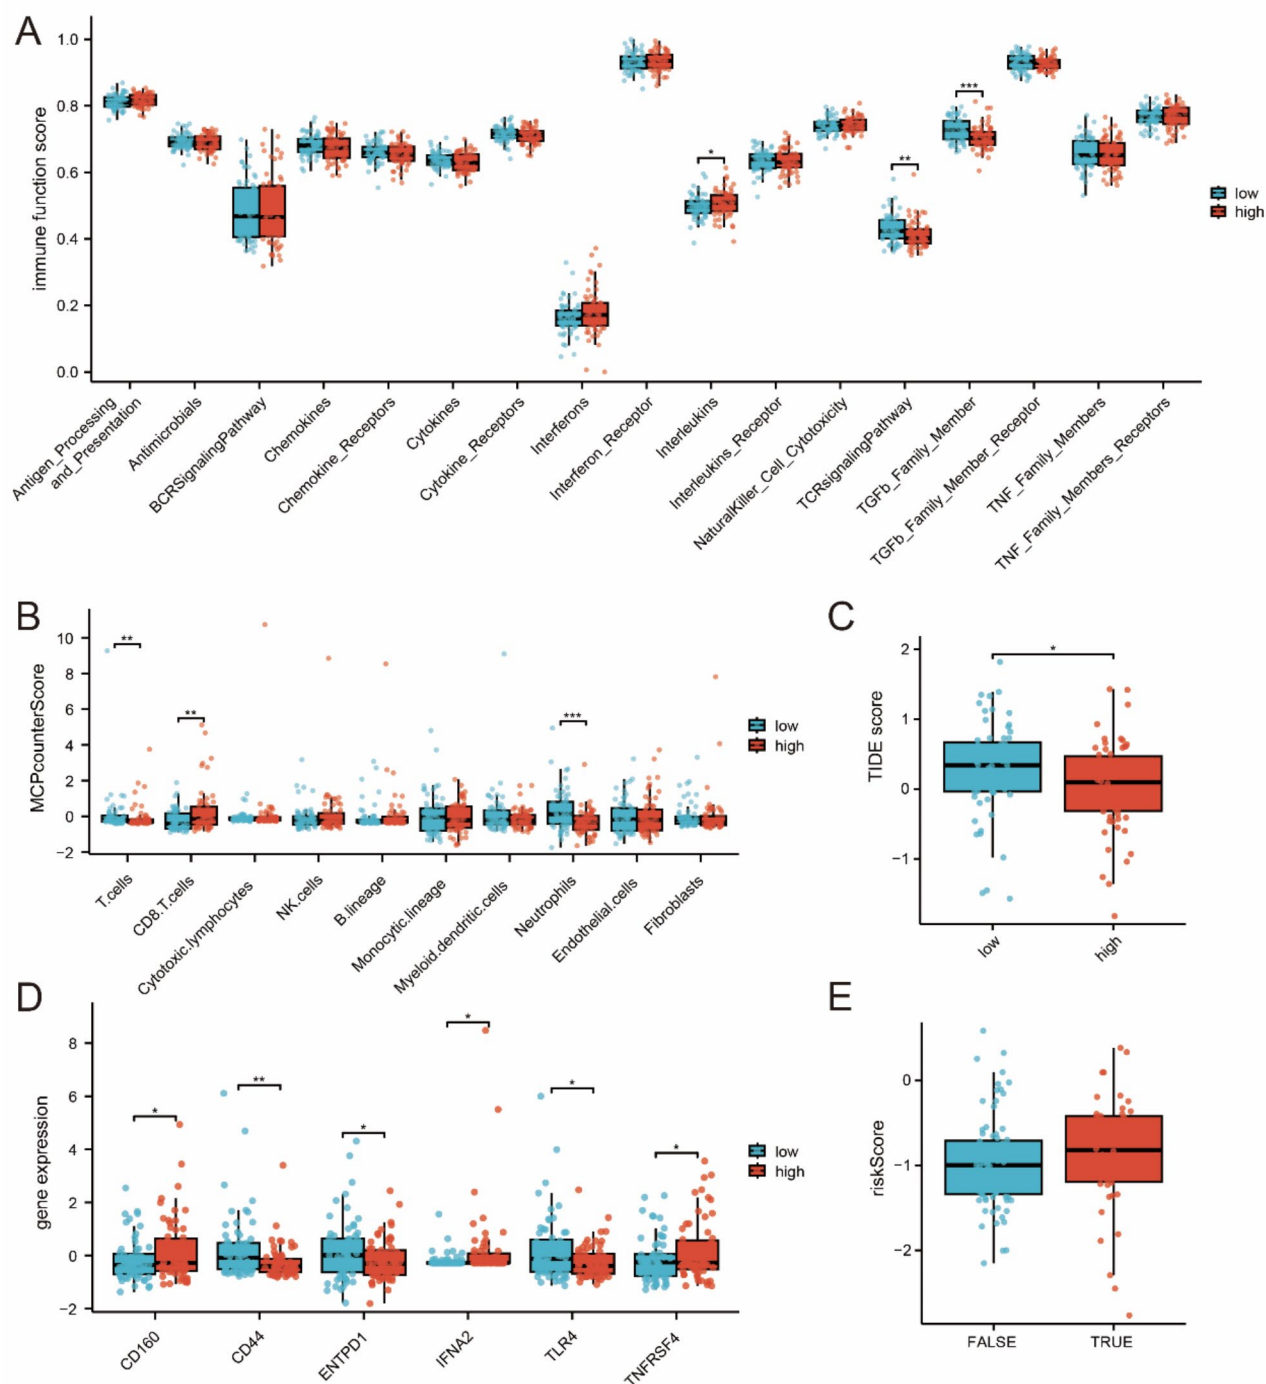 A
immune function score
1.0
0.8
0.6
0.4
0.2
0.0
*
**
***
low
high
Antigen_Processing
and_Presentation
Antimicrobials
BCRSignalingPathway
Chemokines
Chemokine_Receptors
Cytokines
Cytokine_Receptors
Interferons
Interferon_Receptor
Interleukins
Interleukins_Receptor
NaturalKiller_Cell_Cytotoxicity
TCRsignalingPathway
TGFb_Family_Member
TGFb_Family_Member_Receptor
TNF_Family_Members
TNF_Family_Members_Receptors
B
MCPcounterScore
10
8
6
4
2
0
−2
**
**
***
low
high
T.cells
CD8.T.cells
Cytotoxic.lymphocytes
NK.cells
B.lineage
Monocytic.lineage
Myeloid.dendritic.cells
Neutrophils
Endothelial.cells
Fibroblasts
C
TIDE score
2
1
0
−1
*
low
high
D
gene expression
8
6
4
2
0
−2
*
**
*
*
*
*
low
high
CD160
CD44
ENTPD1
IFNA2
TLR4
TNFRSF4
E
riskScore
0
−1
−2
FALSE
TRUE